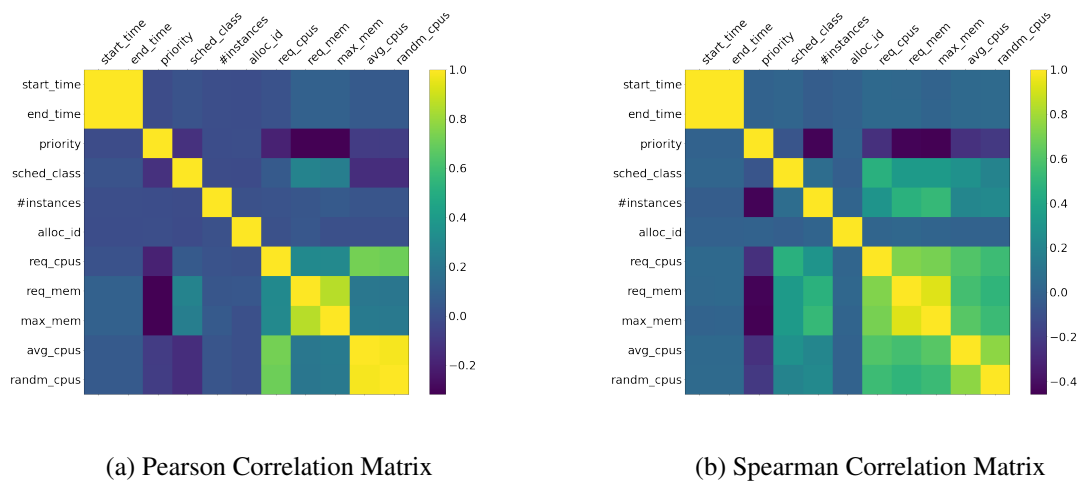 start_time
end_time
priority
sched_class
#instances
alloc_id
req_cpus
req_mem
max_mem
avg_cpus
randm_cpus
start_time
end_time
priority
sched_class
#instances
alloc_id
req_cpus
req_mem
max_mem
avg_cpus
randm_cpus
1.0
0.8
0.6
0.4
0.2
0.0
−0.2
(a) Pearson Correlation Matrix
start_time
end_time
priority
sched_class
#instances
alloc_id
req_cpus
req_mem
max_mem
avg_cpus
randm_cpus
start_time
end_time
priority
sched_class
#instances
alloc_id
req_cpus
req_mem
max_mem
avg_cpus
randm_cpus
1.0
0.8
0.6
0.4
0.2
0.0
−0.2
−0.4
(b) Spearman Correlation Matrix